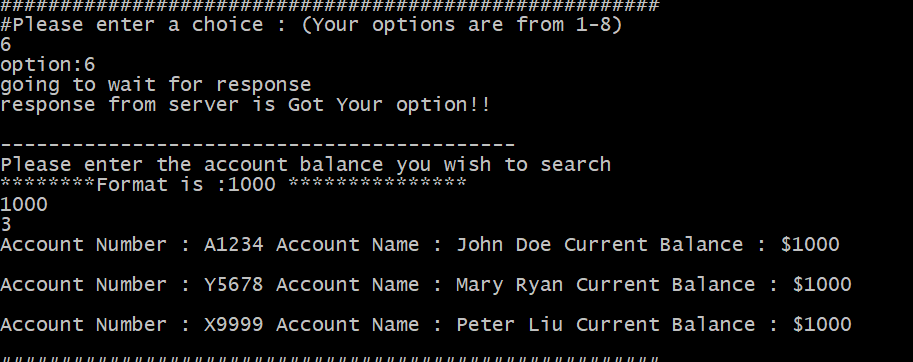 #######################################################
#Please enter a choice : (Your options are from 1-8)
6
option:6
going to wait for response
response from server is Got Your option!!
-------------------------------------------
Please enter the account balance you wish to search
********Format is :1000 ***************
1000
3
Account Number : A1234 Account Name : John Doe Current Balance : $1000
Account Number : Y5678 Account Name : Mary Ryan Current Balance : $1000
Account Number : X9999 Account Name : Peter Liu Current Balance : $1000
#######################################################